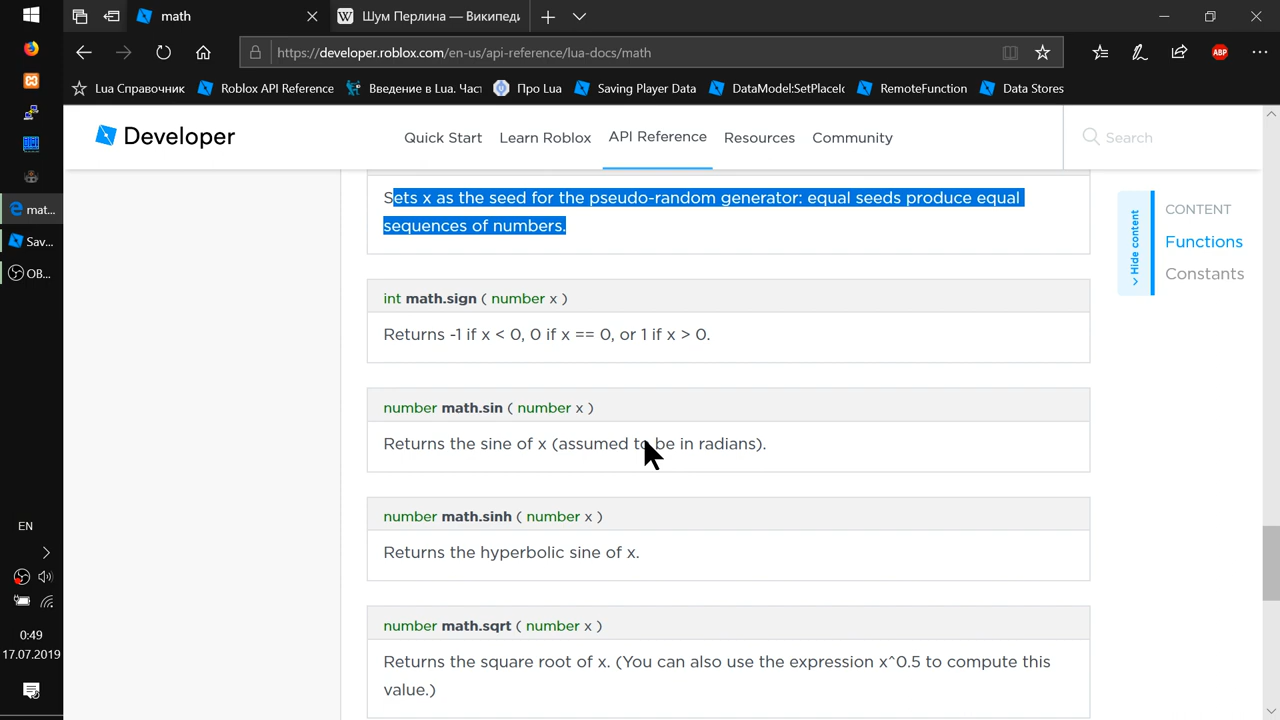 math
Шум Перлина — Википеди
https://developer.roblox.com/en-us/api-reference/lua-docs/math
ABP
Lua Справочник
Roblox API Reference
Введение в Lua. Част
Про Lua
Saving Player Data
DataModel:SetPlaceId
RemoteFunction
Data Stores
Developer
Quick Start
Learn Roblox
API Reference
Resources
Community
Search
Sets x as the seed for the pseudo-random generator: equal seeds produce equal
sequences of numbers.
int math.sign ( number x )
Returns -1 if x < 0, 0 if x == 0, or 1 if x > 0.
number math.sin ( number x )
Returns the sine of x (assumed to be in radians).
number math.sinh ( number x )
Returns the hyperbolic sine of x.
number math.sqrt ( number x )
Returns the square root of x. (You can also use the expression x^0.5 to compute this
value.)
Hide content
CONTENT
Functions
Constants
mat...
Sav...
OB...
EN
0:49
17.07.2019